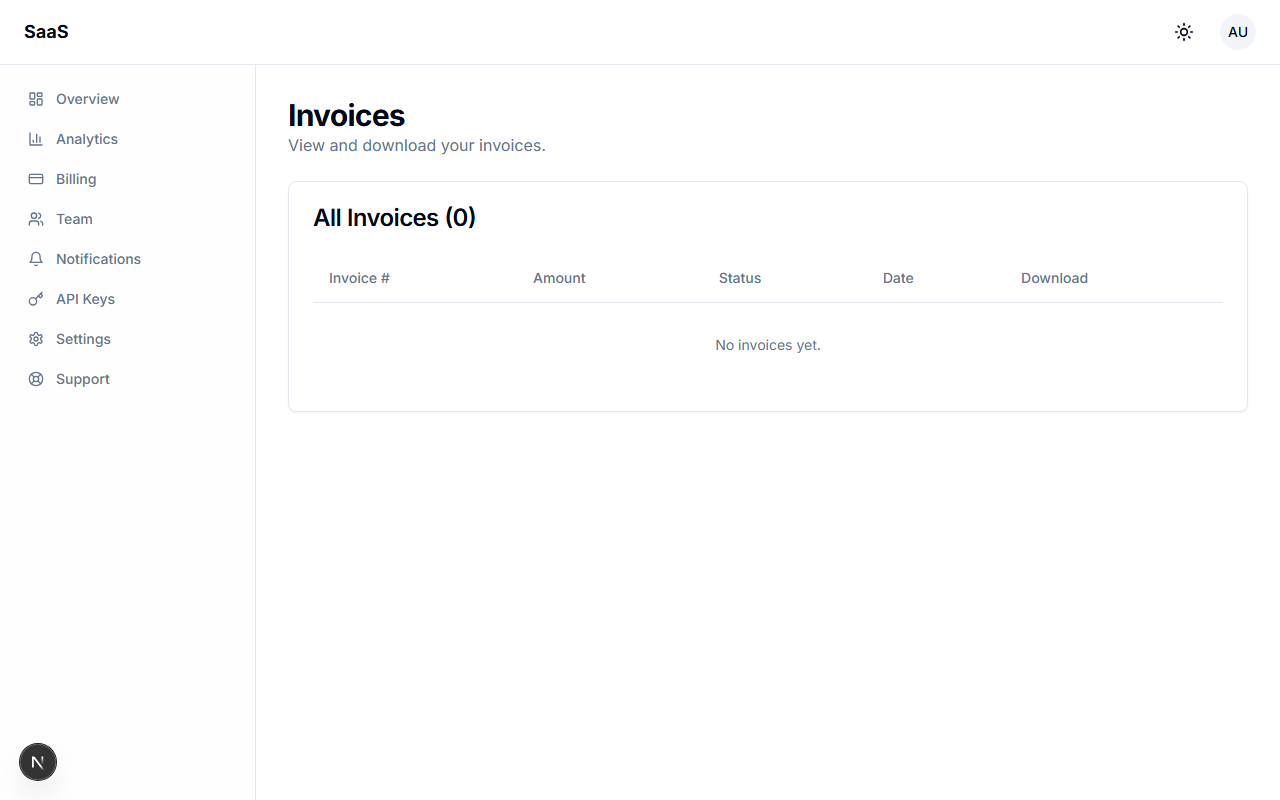 SaaS
AU
Overview
Analytics
Billing
Team
Notifications
API Keys
Settings
Support
Invoices
View and download your invoices.
All Invoices (0)
Invoice # Amount Status Date Download
No invoices yet.
N